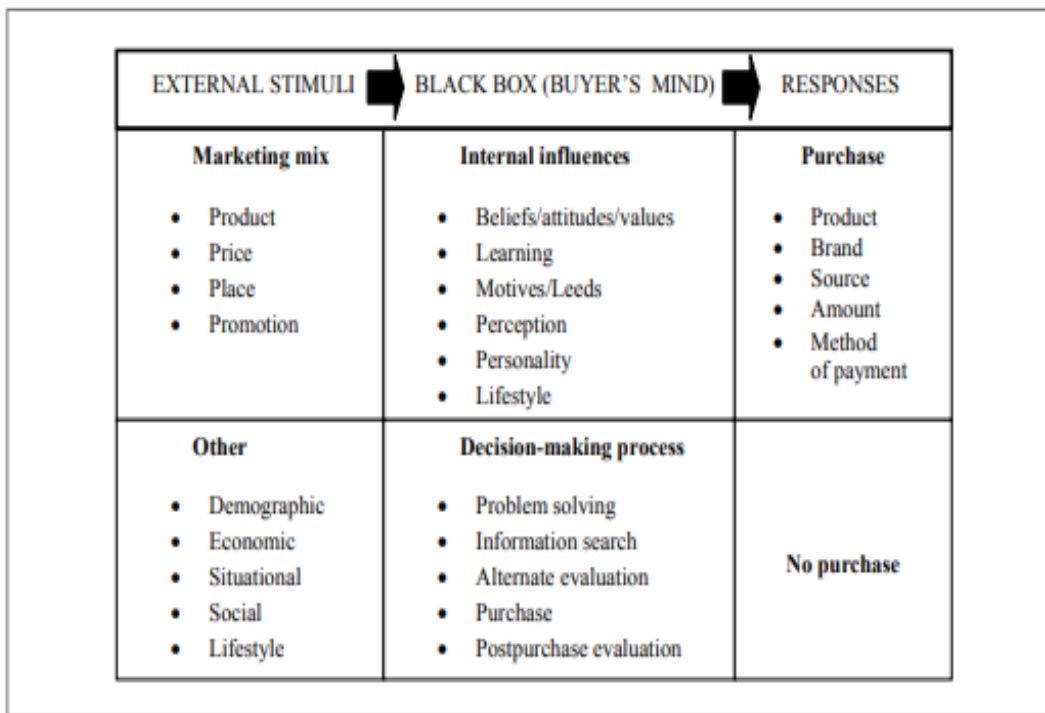 EXTERNAL STIMULI
BLACK BOX (BUYER'S MIND)
RESPONSES
Marketing mix
• Product
• Price
• Place
• Promotion
Internal influences
• Beliefs/attitudes/values
• Learning
• Motives/Leeds
• Perception
• Personality
• Lifestyle
Purchase
• Product
• Brand
• Source
• Amount
• Method
of payment
Other
• Demographic
• Economic
• Situational
• Social
• Lifestyle
Decision-making process
• Problem solving
• Information search
• Alternate evaluation
• Purchase
• Postpurchase evaluation
No purchase